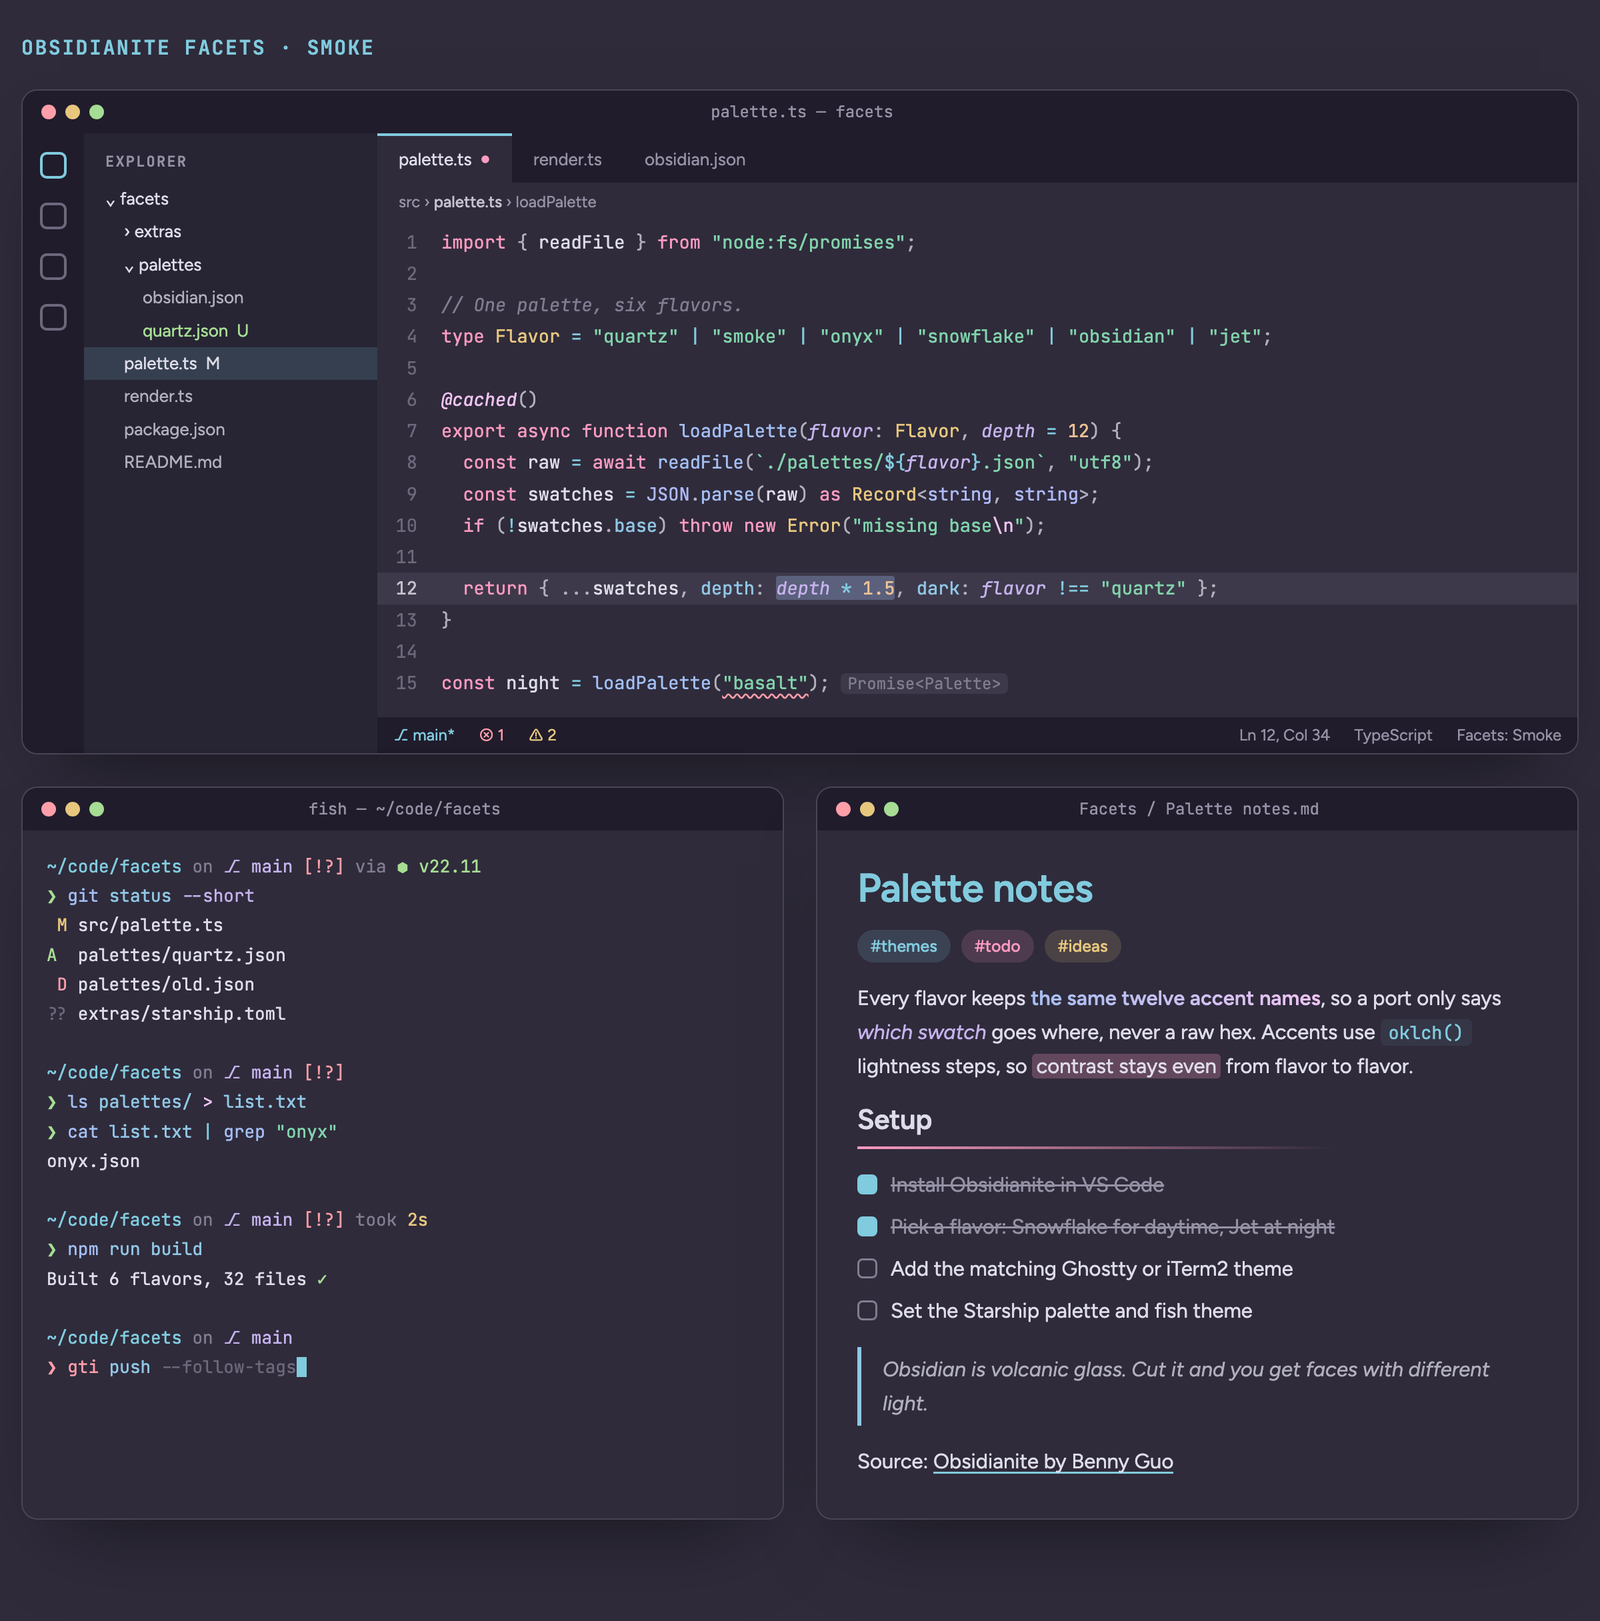 OBSIDIANITE FACETS · SMOKE
palette.ts — facets
EXPLORER
facets
extras
palettes
obsidian.json
quartz.json U
palette.ts M
render.ts
package.json
README.md
palette.ts
render.ts
obsidian.json
src › palette.ts › loadPalette
1 import { readFile } from "node:fs/promises";
2
3 // One palette, six flavors.
4 type Flavor = "quartz" | "smoke" | "onyx" | "snowflake" | "obsidian" | "jet";
5
6 @cached()
7 export async function loadPalette(flavor: Flavor, depth = 12) {
8 const raw = await readFile(`./palettes/${flavor}.json`, "utf8");
9 const swatches = JSON.parse(raw) as Record<string, string>;
10 if (!swatches.base) throw new Error("missing base\n");
11
12 return { ...swatches, depth: depth * 1.5, dark: flavor !== "quartz" };
13 }
14
15 const night = loadPalette("basalt"); Promise<Palette>
⎇ main* ⊗ 1 ⚠ 2 Ln 12, Col 34 TypeScript Facets: Smoke
fish — ~/code/facets
~/code/facets on ⎇ main [!?] via ⬢ v22.11
❯ git status --short
M src/palette.ts
A palettes/quartz.json
D palettes/old.json
?? extras/starship.toml
~/code/facets on ⎇ main [!?]
❯ ls palettes/ > list.txt
❯ cat list.txt | grep "onyx"
onyx.json
~/code/facets on ⎇ main [!?] took 2s
❯ npm run build
Built 6 flavors, 32 files ✓
~/code/facets on ⎇ main
❯ gti push --follow-tags
Facets / Palette notes.md
Palette notes
#themes #todo #ideas
Every flavor keeps the same twelve accent names, so a port only says
which swatch goes where, never a raw hex. Accents use oklch()
lightness steps, so contrast stays even from flavor to flavor.
Setup
Install Obsidianite in VS Code
Pick a flavor: Snowflake for daytime, Jet at night
Add the matching Ghostty or iTerm2 theme
Set the Starship palette and fish theme
Obsidian is volcanic glass. Cut it and you get faces with different
light.
Source: Obsidianite by Benny Guo